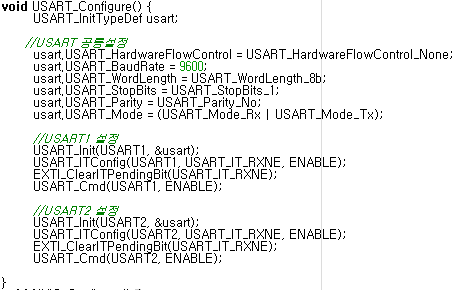 void USART_Configure() {
USART_InitTypeDef usart;
//USART 공통설정
usart.USART_HardwareFlowControl = USART_HardwareFlowControl_None;
usart.USART_BaudRate = 9600;
usart.USART_WordLength = USART_WordLength_8b;
usart.USART_StopBits = USART_StopBits_1;
usart.USART_Parity = USART_Parity_No;
usart.USART_Mode = (USART_Mode_Rx | USART_Mode_Tx);
//USART1 설정
USART_Init(USART1, &usart);
USART_ITConfig(USART1, USART_IT_RXNE, ENABLE);
EXTI_ClearITPendingBit(USART_IT_RXNE);
USART_Cmd(USART1, ENABLE);
//USART2 설정
USART_Init(USART2, &usart);
USART_ITConfig(USART2, USART_IT_RXNE, ENABLE);
EXTI_ClearITPendingBit(USART_IT_RXNE);
USART_Cmd(USART2, ENABLE);
}